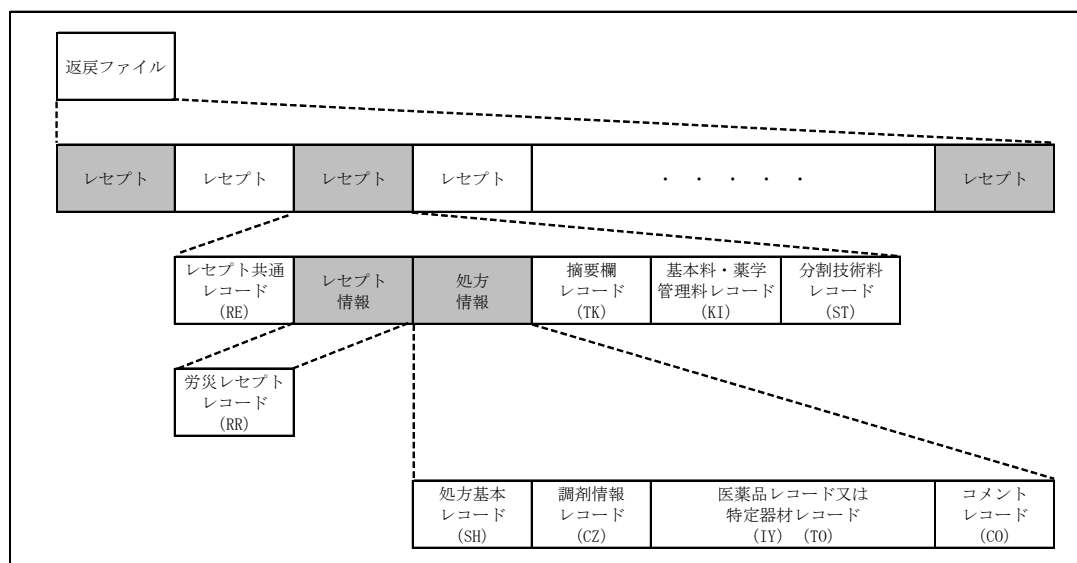 返戻ファイル
レセプト
レセプト
レセプト
レセプト
・ ・ ・ ・ ・
レセプト
レセプト共通
レコード
(RE)
レセプト
情報
処方
情報
摘要欄
レコード
(TK)
基本料・薬学
管理料レコード
(KI)
分割技術料
レコード
(ST)
労災レセプト
レコード
(RR)
処方基本
レコード
(SH)
調剤情報
レコード
(CZ)
医薬品レコード又は
特定器材レコード
(IY) (TO)
コメント
レコード
(CO)